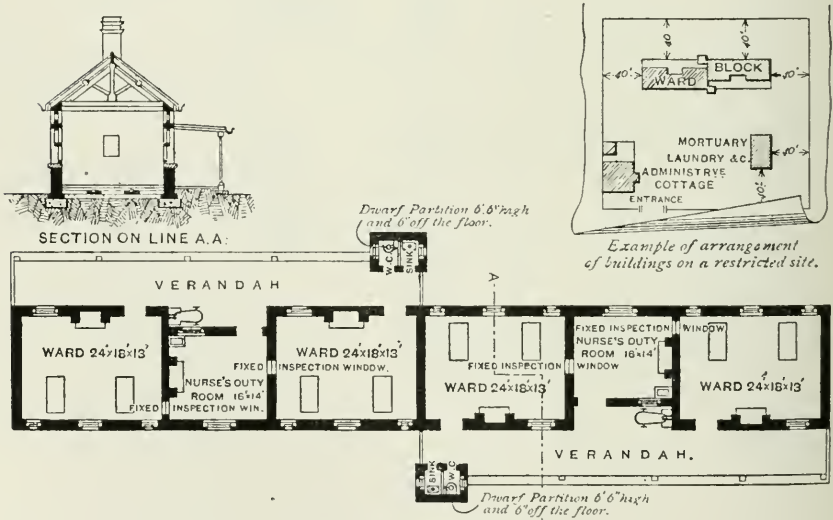 SECTION ON LINE A.A:
40'
40'
40'
WARD
BLOCK
40'
MORTUARY
LAUNDRY &C.
ADMINISTRVE
COTTAGE
40'
40'
ENTRANCE
Example of arrangement
of buildings on a restricted site.
Dwarf Partition 6'.6" high
and 6" off the floor.
W.C
SINK
VERANDAH
A
WARD 24'x18'x13'
NURSE'S DUTY
ROOM 16'x14'
FIXED
INSPECTION WIN.
WARD 24'x18'x13'
FIXED
INSPECTION WINDOW.
FIXED INSPECTION
WINDOW
WARD 24'x18'x13'
FIXED INSPECTION
WINDOW
NURSE'S DUTY
ROOM 16'x14'
WARD 24'x18'x13'
VERANDAH.
SINK
W.C
Dwarf Partition 6'6" high
and 6" off the floor.